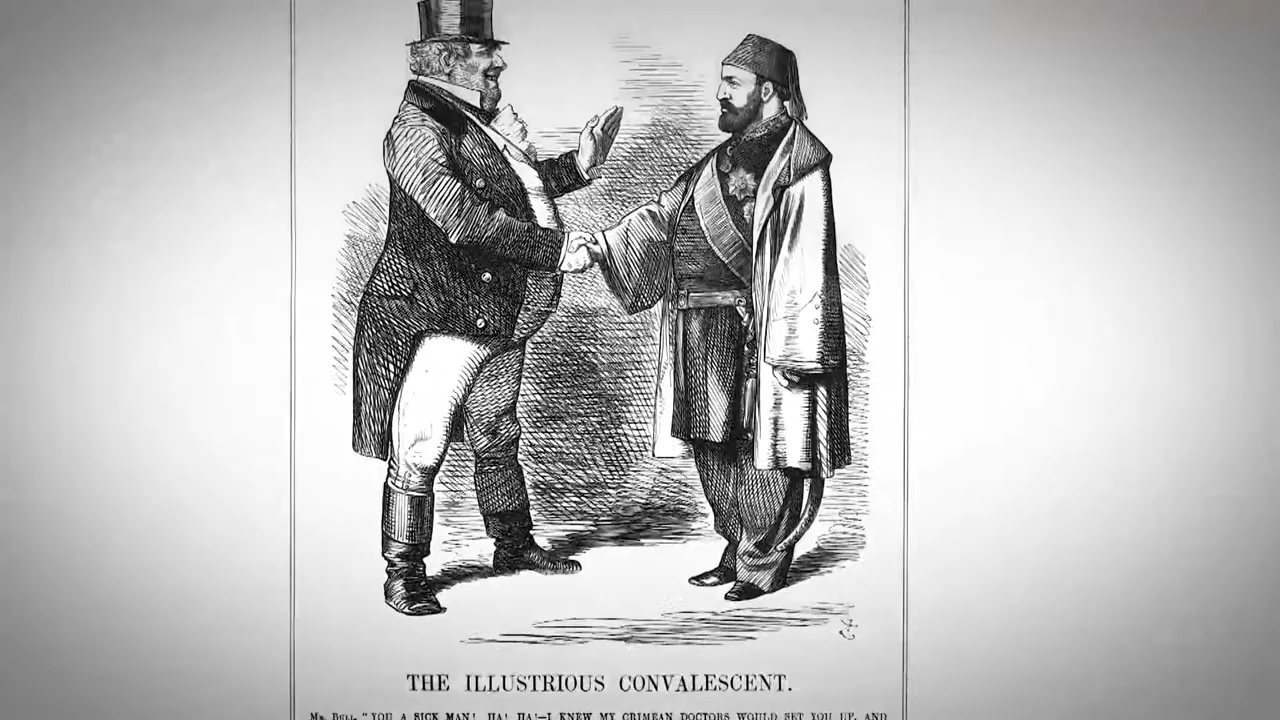 THE ILLUSTRIOUS CONVALESCENT.
MR. BULL. "YOU A SICK MAN! HA! HA!—I KNEW MY CRIMEAN DOCTORS WOULD SET YOU UP, AND